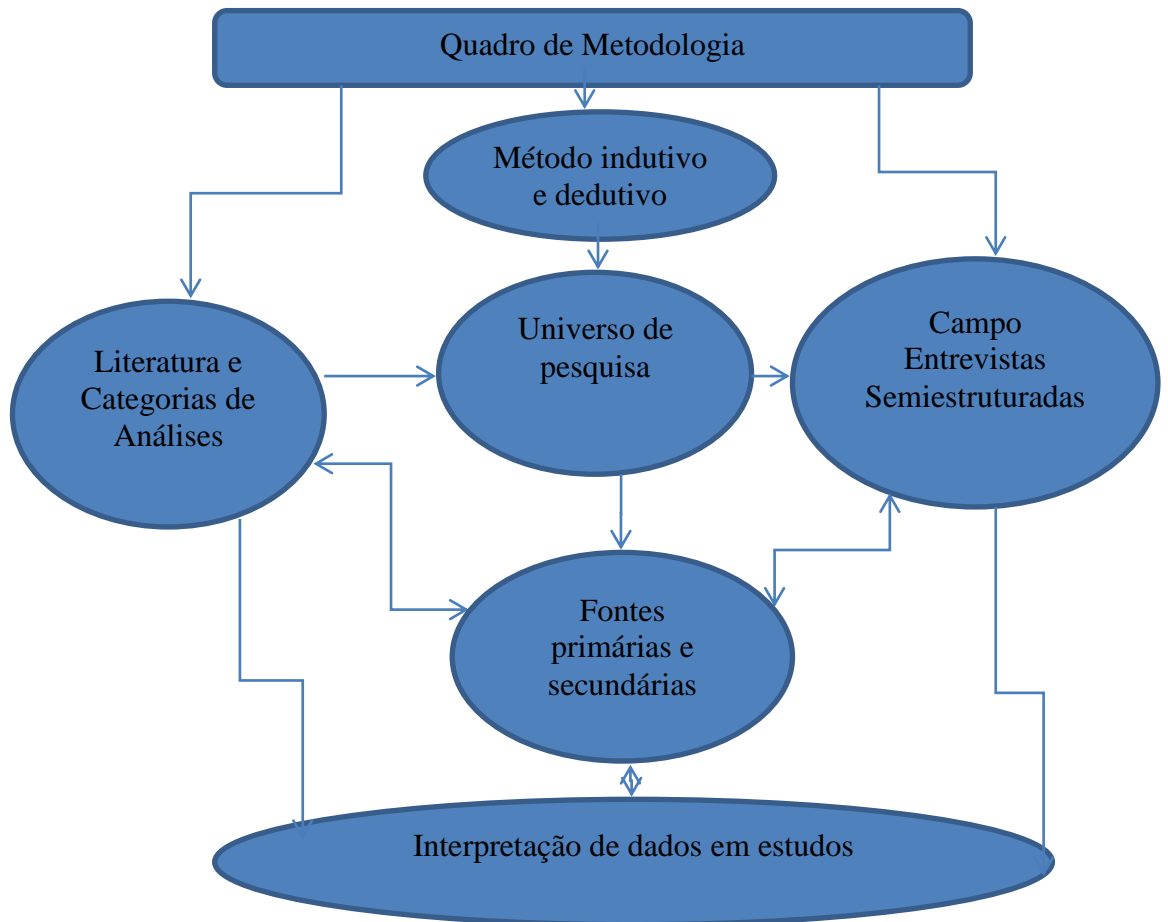 Quadro de Metodologia
Método indutivo
e dedutivo
Literatura e
Categorias de
Análises
Universo de
pesquisa
Campo
Entrevistas
Semiestruturadas
Fontes
primárias e
secundárias
Interpretação de dados em estudos